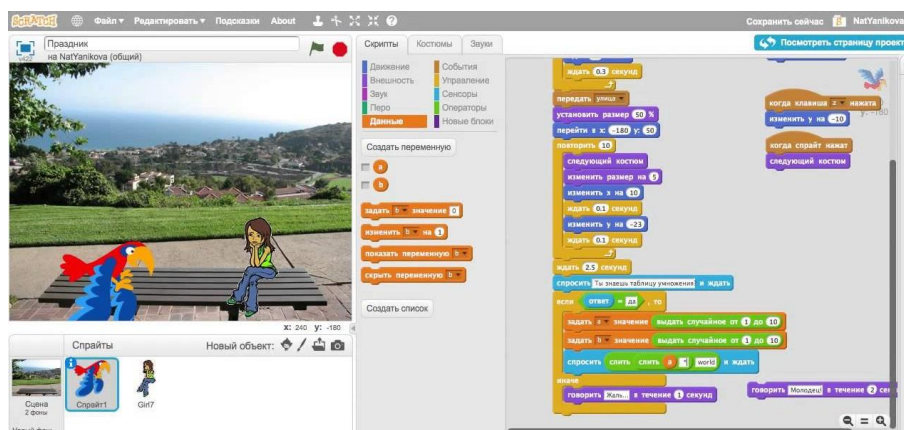 SCRATCH Файл▾ Редактировать▾ Подсказки About Сохранить сейчас NatYanikova
Праздник
на NatYanikova (общий)
v422
Скрипты Костюмы Звуки
Посмотреть страницу проект
Движение События
Внешность Управление
Звук Сенсоры
Перо Операторы
Данные Новые блоки
Создать переменную
a
b
задать b значение 0
изменить b на 1
показать переменную b
скрыть переменную b
Создать список
ждать 0.3 секунд
передать улица
установить размер 50 %
перейти в x: -180 y: 50
повторить 10
следующий костюм
изменить размер на 5
изменить x на 10
ждать 0.1 секунд
изменить y на -23
ждать 0.1 секунд
ждать 2.5 секунд
спросить Ты знаешь таблицу умножения и ждать
если ответ = да , то
задать a значение выдать случайное от 1 до 10
задать b значение выдать случайное от 1 до 10
спросить слить слить a * world и ждать
иначе
говорить Жаль... в течение 1 секунд
когда клавиша z нажата
изменить y на -10
y: -180
когда спрайт нажат
следующий костюм
говорить Молодец! в течение 2 сек
x: 240 y: -180
Спрайты Новый объект:
Сцена
2 фоны
Спрайт1
Girl7